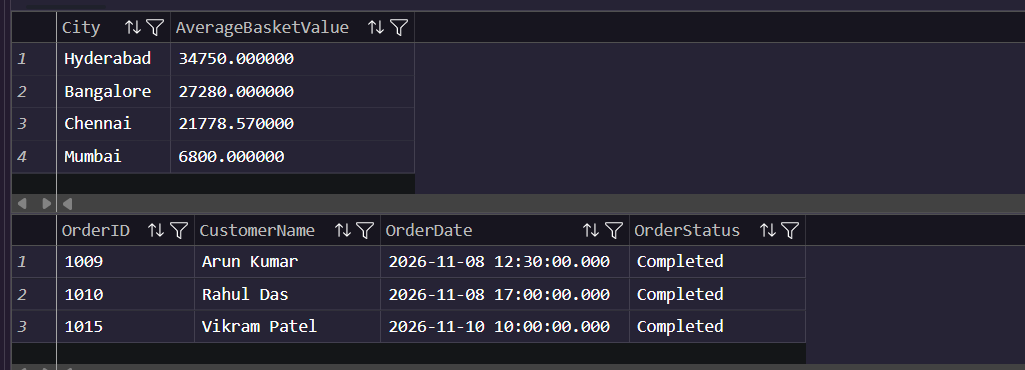 City AverageBasketValue
1 Hyderabad 34750.000000
2 Bangalore 27280.000000
3 Chennai 21778.570000
4 Mumbai 6800.000000
OrderID CustomerName OrderDate OrderStatus
1 1009 Arun Kumar 2026-11-08 12:30:00.000 Completed
2 1010 Rahul Das 2026-11-08 17:00:00.000 Completed
3 1015 Vikram Patel 2026-11-10 10:00:00.000 Completed